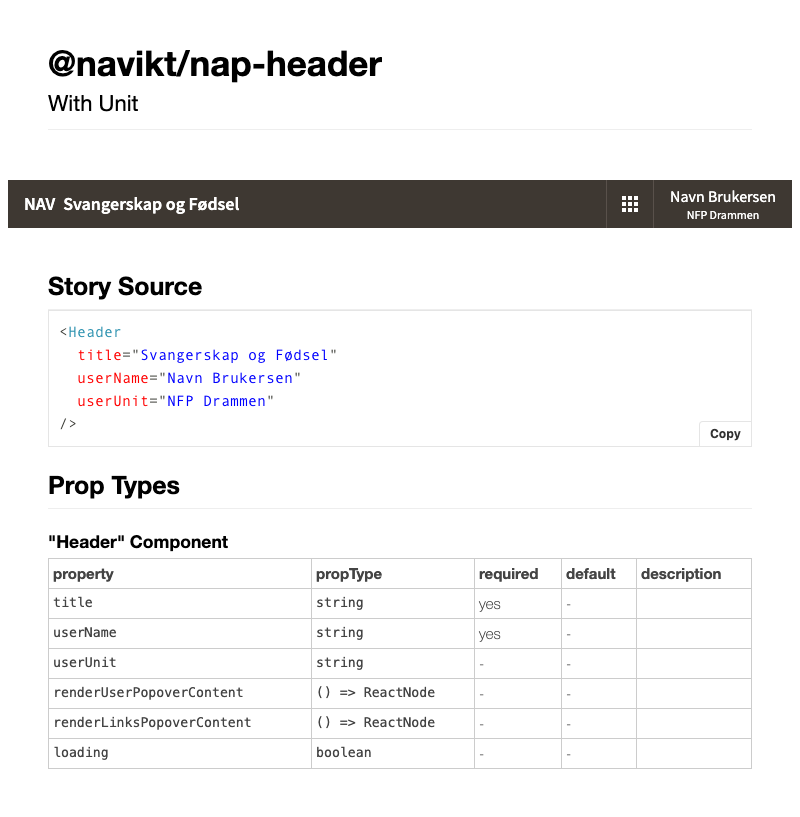 @navikt/nap-header
With Unit
NAV Svangerskap og Fødsel
Navn Brukersen
NFP Drammen
Story Source
<Header
title="Svangerskap og Fødsel"
userName="Navn Brukersen"
userUnit="NFP Drammen"
/>
Copy
Prop Types
"Header" Component
property propType required default description
title string yes -
userName string yes -
userUnit string - -
renderUserPopoverContent () => ReactNode - -
renderLinksPopoverContent () => ReactNode - -
loading boolean - -